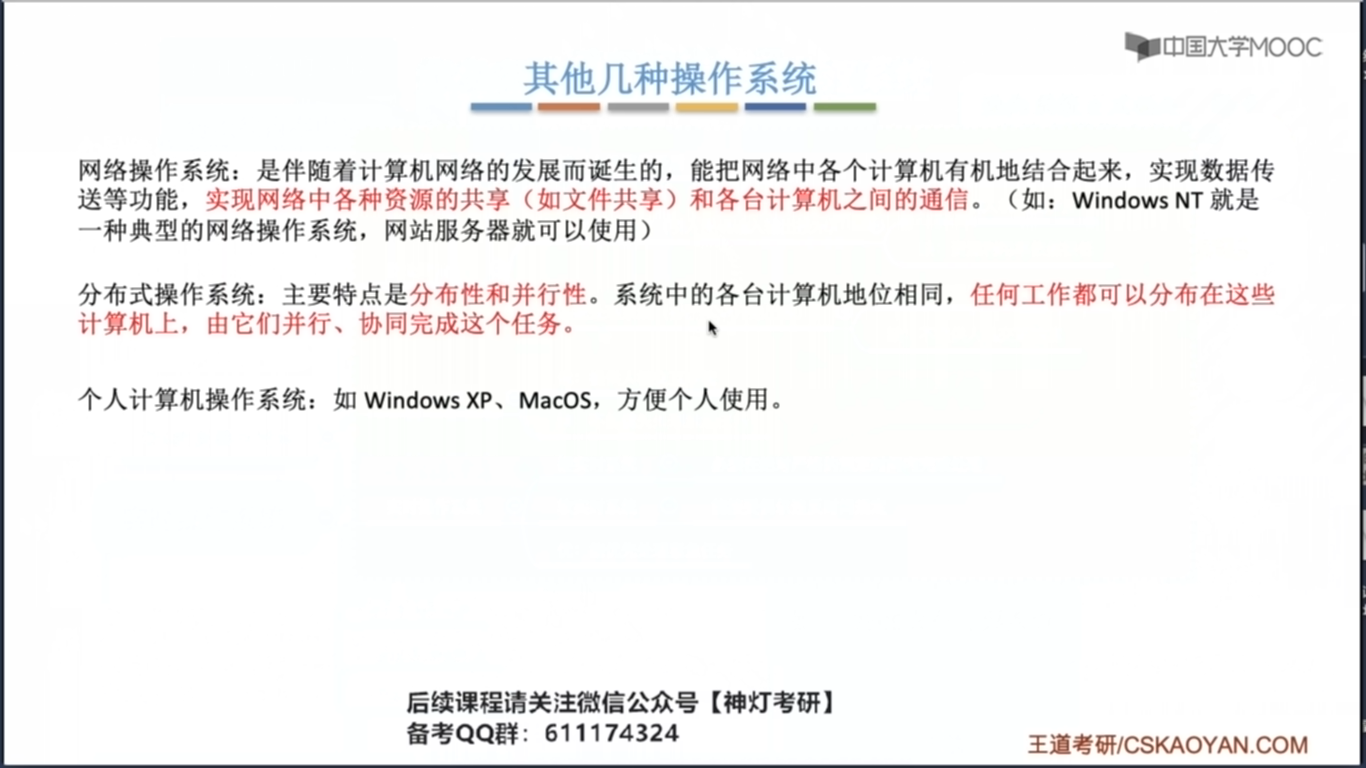 中国大学MOOC
其他几种操作系统
网络操作系统：是伴随着计算机网络的发展而诞生的，能把网络中各个计算机有机地结合起来，实现数据传
送等功能，实现网络中各种资源的共享（如文件共享）和各台计算机之间的通信。（如：Windows NT 就是
一种典型的网络操作系统，网站服务器就可以使用）
分布式操作系统：主要特点是分布性和并行性。系统中的各台计算机地位相同，任何工作都可以分布在这些
计算机上，由它们并行、协同完成这个任务。
个人计算机操作系统：如 Windows XP、MacOS，方便个人使用。
后续课程请关注微信公众号【神灯考研】
备考QQ群：611174324
王道考研/CSKAOYAN.COM